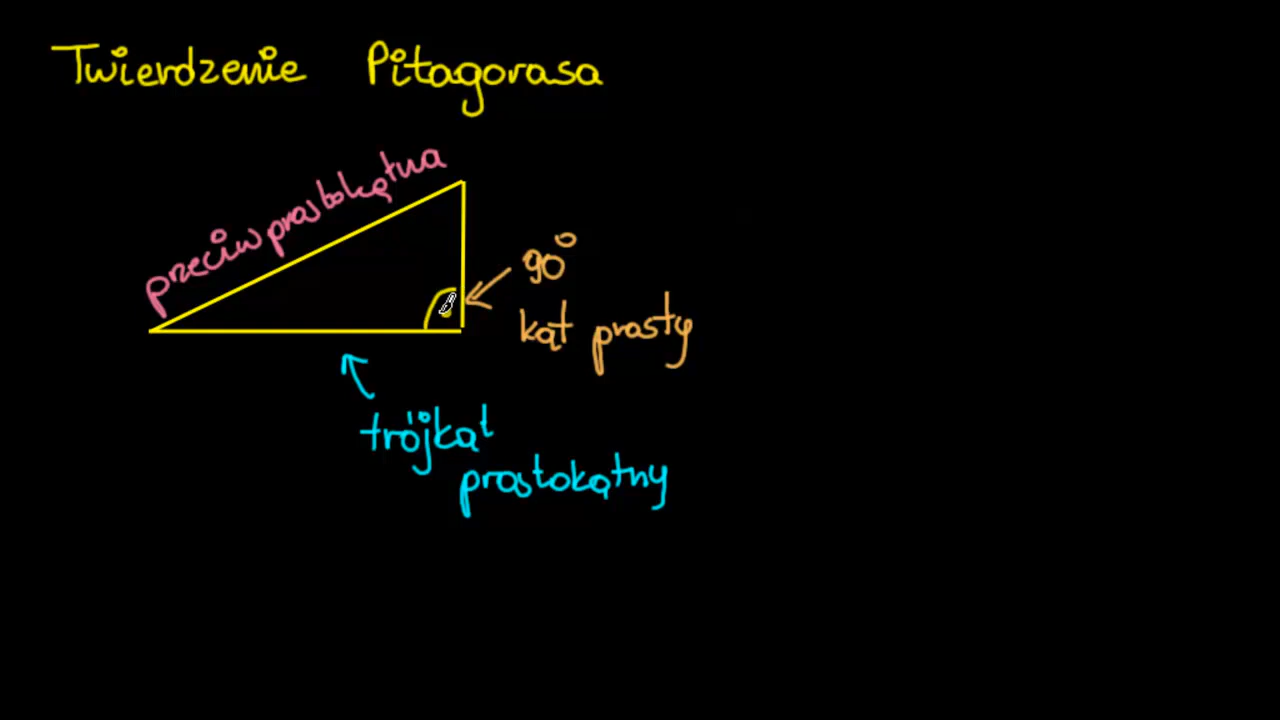 Twierdzenie Pitagorasa
przeciwprostokątna
90°
kąt prosty
trójkąt
prostokątny